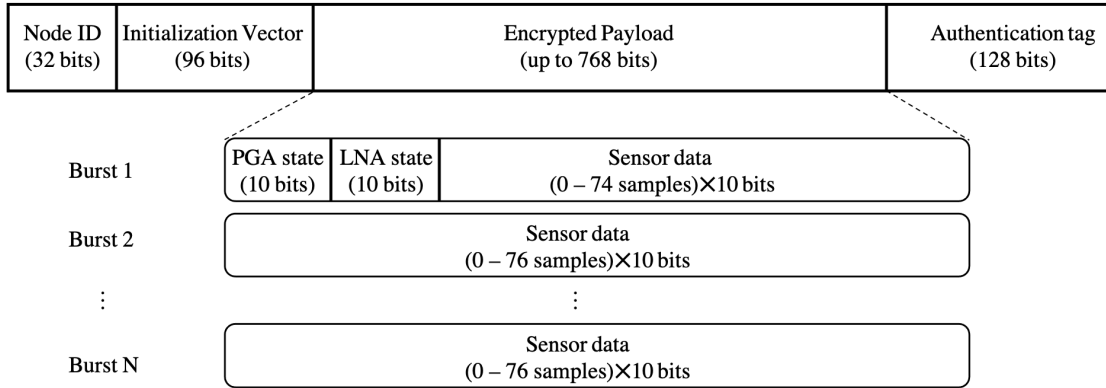 Node ID
(32 bits)
Initialization Vector
(96 bits)
Encrypted Payload
(up to 768 bits)
Authentication tag
(128 bits)
Burst 1
PGA state
(10 bits)
LNA state
(10 bits)
Sensor data
(0 – 74 samples)×10 bits
Burst 2
Sensor data
(0 – 76 samples)×10 bits
⋮
⋮
Burst N
Sensor data
(0 – 76 samples)×10 bits